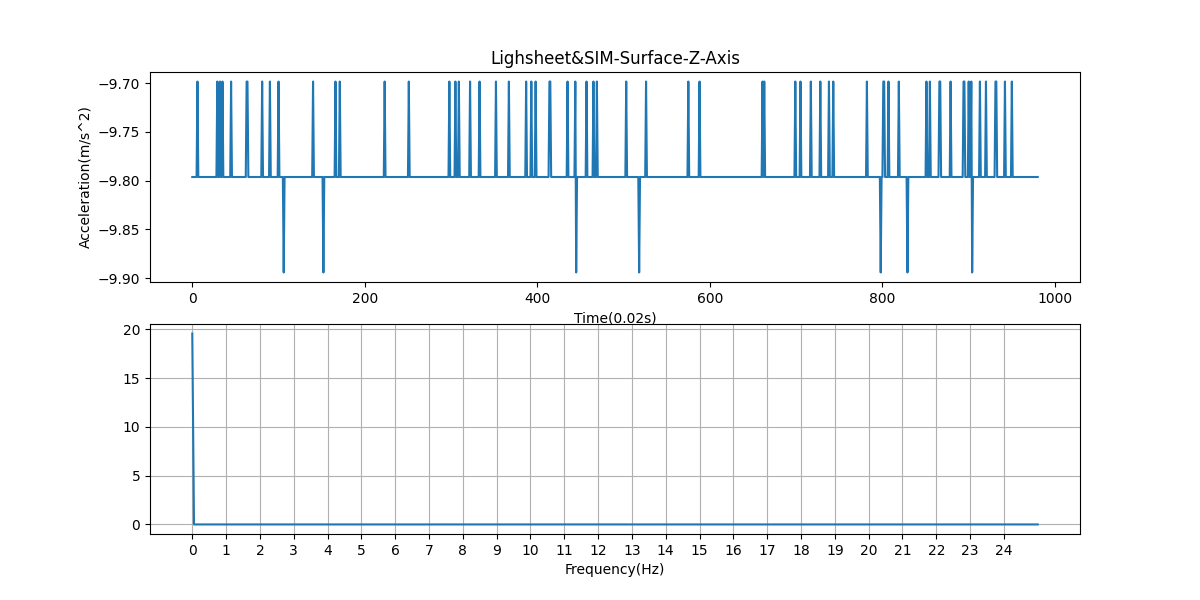 Lighsheet&SIM-Surface-Z-Axis
Acceleration(m/s^2)
−9.70
−9.75
−9.80
−9.85
−9.90
0 200 400 600 800 1000
Time(0.02s)
20
15
10
5
0
0 1 2 3 4 5 6 7 8 9 10 11 12 13 14 15 16 17 18 19 20 21 22 23 24
Frequency(Hz)